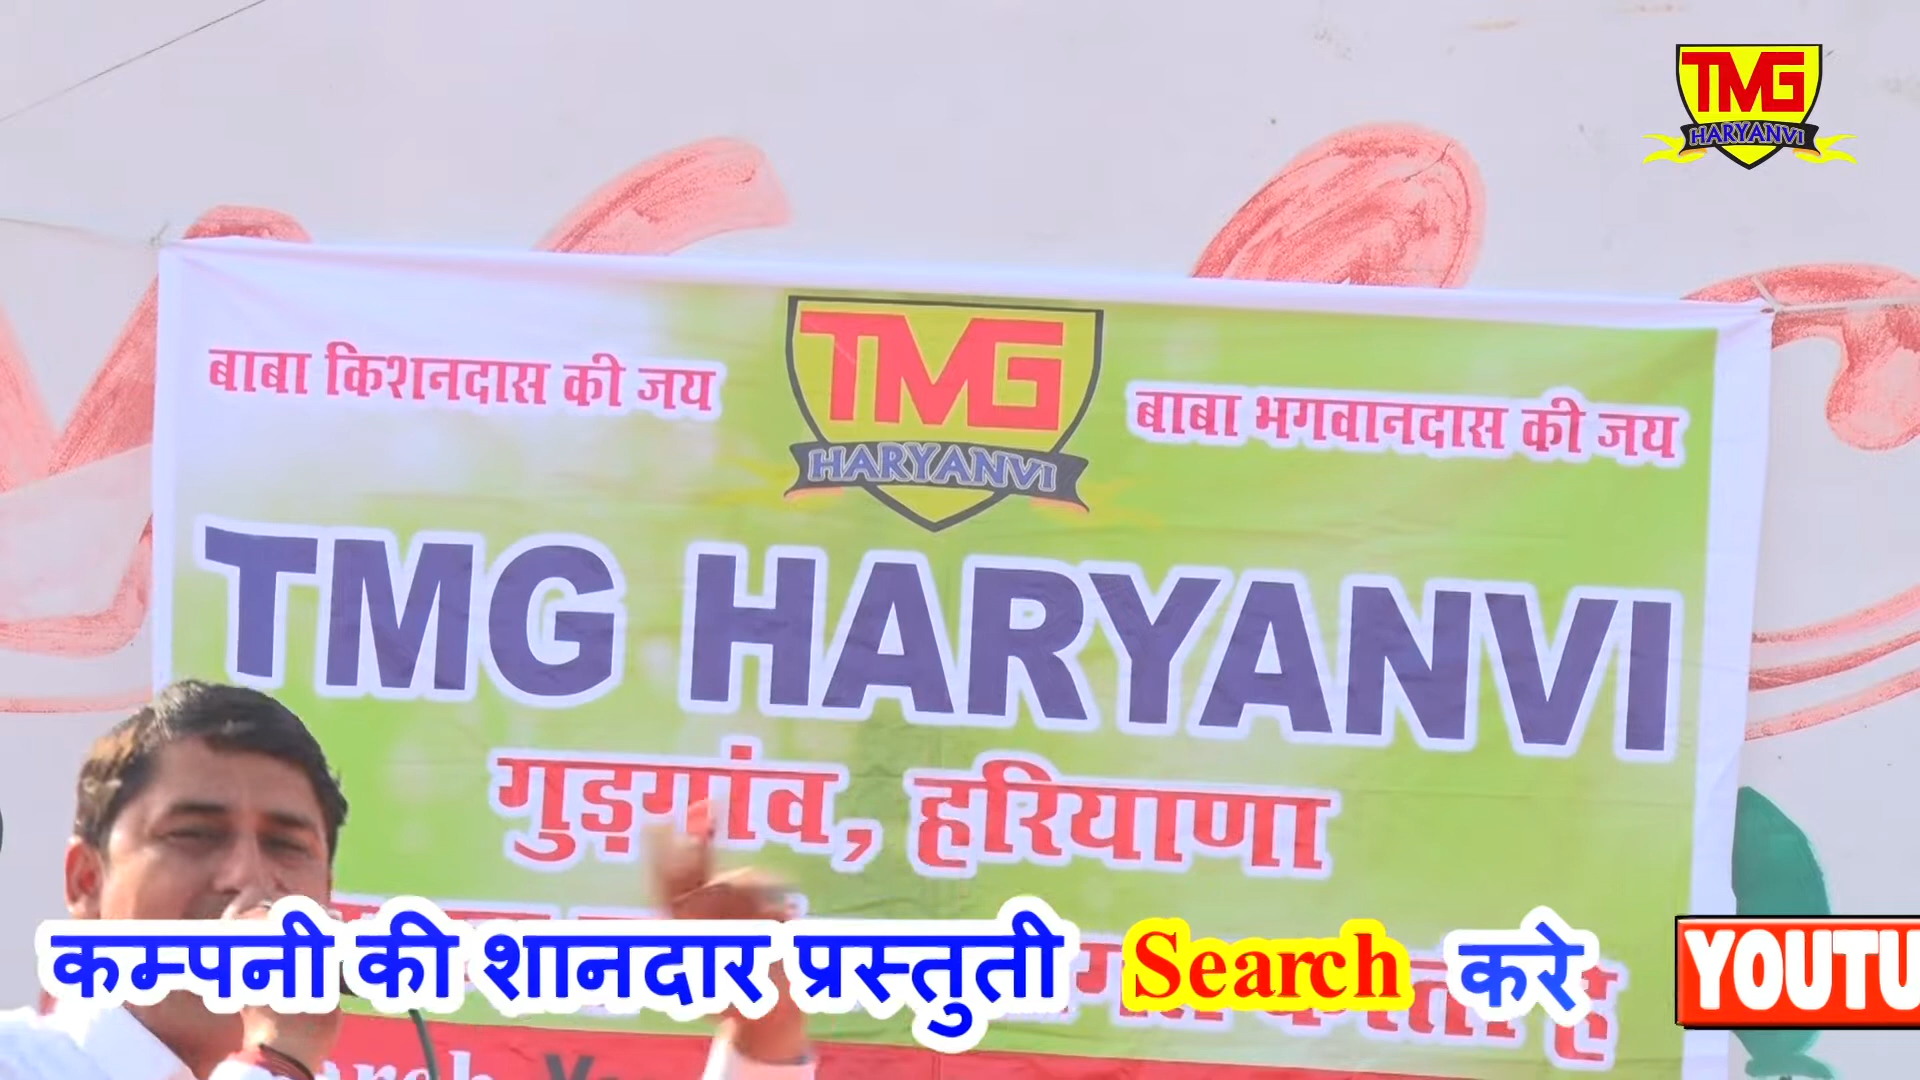 TMG
HARYANVI
TMG
HARYANVI
बाबा किशनदास की जय
बाबा भगवानदास की जय
TMG HARYANVI
गुड़गांव, हरियाणा
कम्पनी की शानदार प्रस्तुती Search करे YOUTU